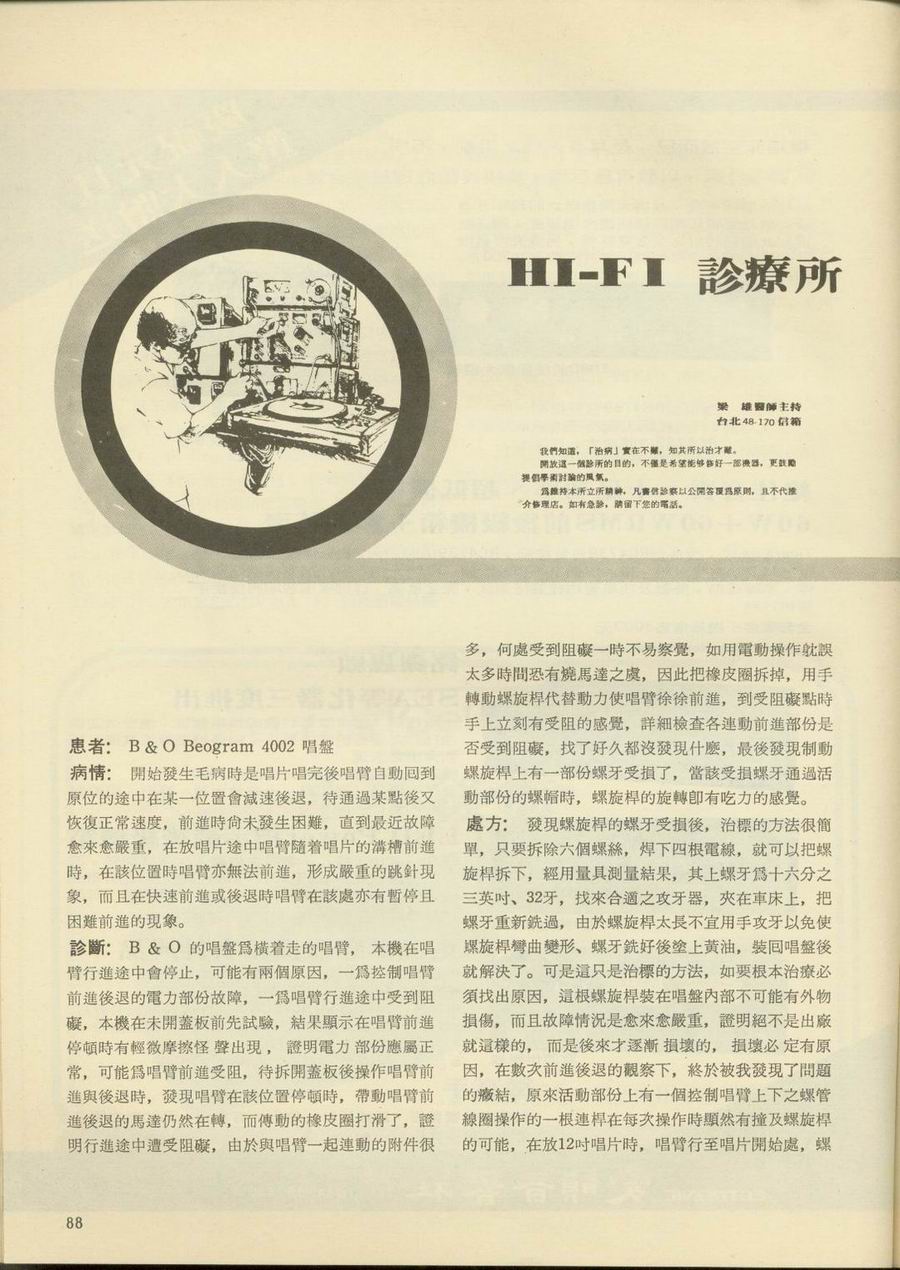 HI-FI 診療所
梁 雄醫師主持
台北48-170信箱
我們知道，「治病」實在不難，知其所以治才難。
開放這一個診所的目的，不僅是希望能够修好一部機器，更鼓勵
提倡學術討論的風氣。
爲維持本所立所精神，凡書信診察以公開答覆爲原則，且不代推
介修理店。如有急診，請留下您的電話。
患者： B & O Beogram 4002 唱盤
病情： 開始發生毛病時是唱片唱完後唱臂自動囘到
原位的途中在某一位置會減速後退，待通過某點後又
恢復正常速度，前進時尙未發生困難，直到最近故障
愈來愈嚴重，在放唱片途中唱臂隨着唱片的溝槽前進
時，在該位置時唱臂亦無法前進，形成嚴重的跳針現
象，而且在快速前進或後退時唱臂在該處亦有暫停且
困難前進的現象。
診斷： B & O 的唱盤爲橫着走的唱臂， 本機在唱
臂行進途中會停止，可能有兩個原因，一爲控制唱臂
前進後退的電力部份故障，一爲唱臂行進途中受到阻
礙，本機在未開蓋板前先試驗，結果顯示在唱臂前進
停頓時有輕微摩擦怪聲出現， 證明電力部份應屬正
常，可能爲唱臂前進受阻，待拆開蓋板後操作唱臂前
進與後退時，發現唱臂在該位置停頓時，帶動唱臂前
進後退的馬達仍然在轉，而傳動的橡皮圈打滑了，證
明行進途中遭受阻礙，由於與唱臂一起連動的附件很
多，何處受到阻礙一時不易察覺，如用電動操作躭誤
太多時間恐有燒馬達之虞，因此把橡皮圈拆掉，用手
轉動螺旋桿代替動力使唱臂徐徐前進，到受阻礙點時
手上立刻有受阻的感覺，詳細檢查各連動前進部份是
否受到阻礙，找了好久都沒發現什麼，最後發現制動
螺旋桿上有一部份螺牙受損了，當該受損螺牙通過活
動部份的螺帽時，螺旋桿的旋轉卽有吃力的感覺。
處方： 發現螺旋桿的螺牙受損後，治標的方法很簡
單，只要拆除六個螺絲，焊下四根電線，就可以把螺
旋桿拆下，經用量具測量結果，其上螺牙爲十六分之
三英吋、32牙，找來合適之攻牙器，夾在車床上，把
螺牙重新銑過，由於螺旋桿太長不宜用手攻牙以免使
螺旋桿彎曲變形、螺牙銑好後塗上黃油，裝囘唱盤後
就解決了。可是這只是治標的方法，如要根本治療必
須找出原因，這根螺旋桿裝在唱盤內部不可能有外物
損傷，而且故障情況是愈來愈嚴重，證明絕不是出廠
就這樣的， 而是後來才逐漸損壞的， 損壞必定有原
因，在數次前進後退的觀察下，終於被我發現了問題
的癥結，原來活動部份上有一個控制唱臂上下之螺管
線圈操作的一根連桿在每次操作時顯然有撞及螺旋桿
的可能，在放12吋唱片時，唱臂行至唱片開始處，螺
88